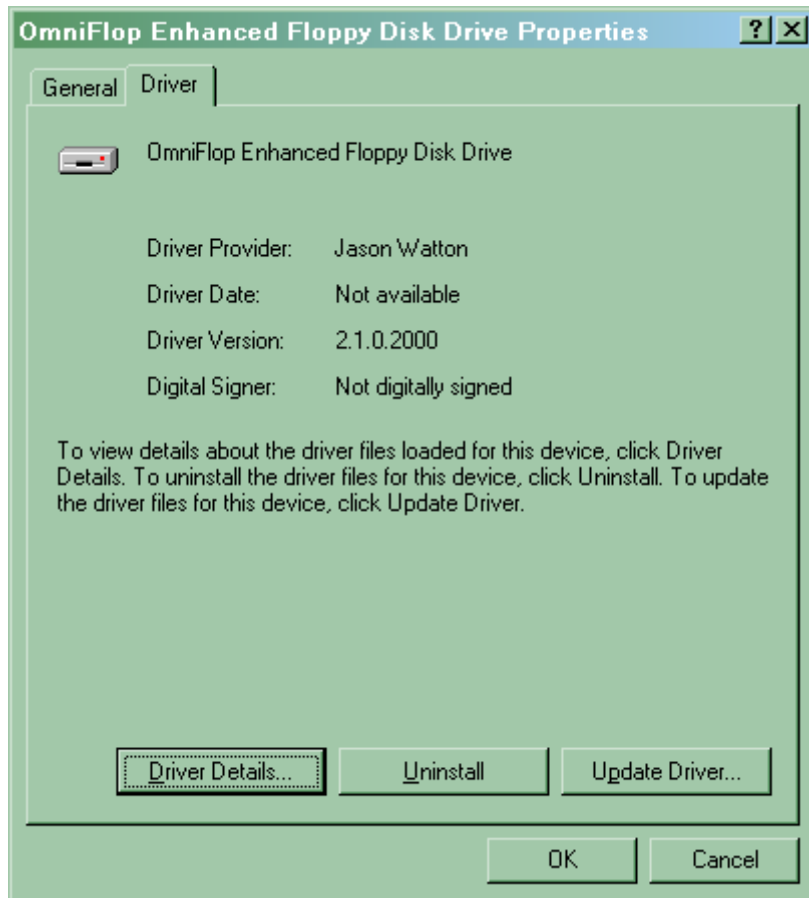 OmniFlop Enhanced Floppy Disk Drive Properties
General Driver
OmniFlop Enhanced Floppy Disk Drive
Driver Provider: Jason Watton
Driver Date: Not available
Driver Version: 2.1.0.2000
Digital Signer: Not digitally signed
To view details about the driver files loaded for this device, click Driver
Details. To uninstall the driver files for this device, click Uninstall. To update
the driver files for this device, click Update Driver.
Driver Details... Uninstall Update Driver...
OK Cancel